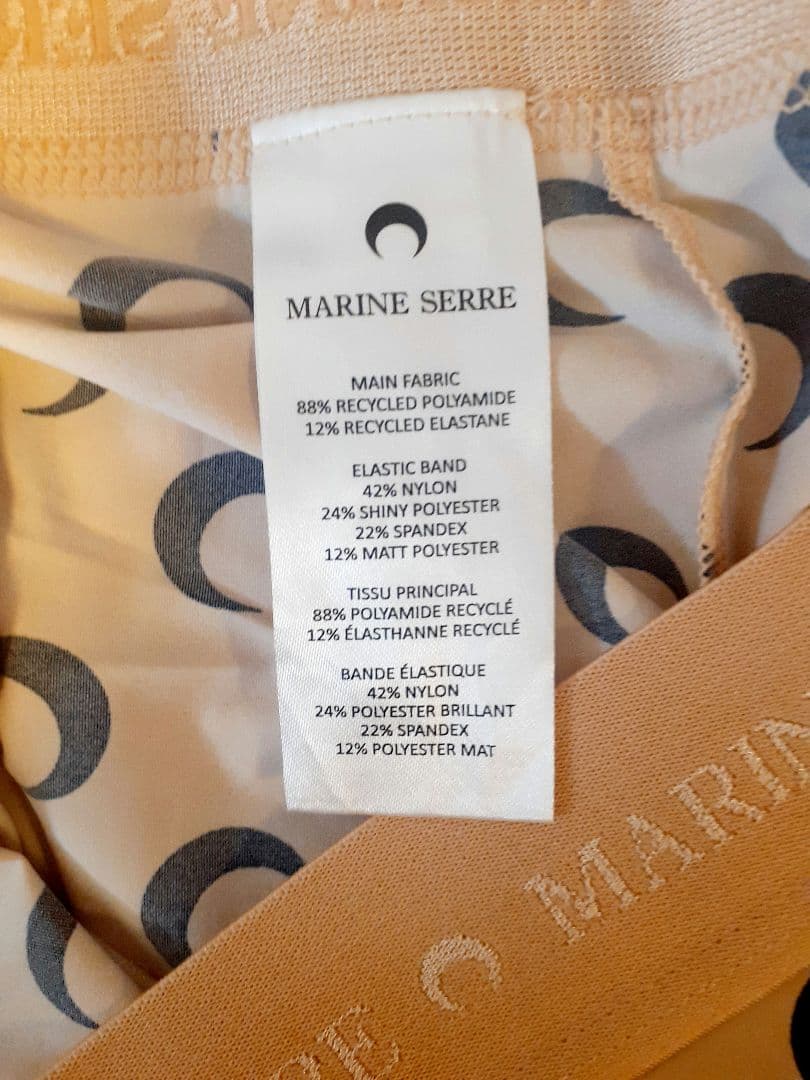 MARINE SERRE
MAIN FABRIC
88% RECYCLED POLYAMIDE
12% RECYCLED ELASTANE
ELASTIC BAND
42% NYLON
24% SHINY POLYESTER
22% SPANDEX
12% MATT POLYESTER
TISSU PRINCIPAL
88% POLYAMIDE RECYCLÉ
12% ÉLASTHANNE RECYCLÉ
BANDE ÉLASTIQUE
42% NYLON
24% POLYESTER BRILLANT
22% SPANDEX
12% POLYESTER MAT